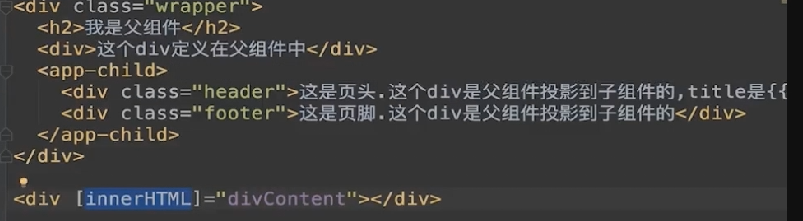 <div class="wrapper">
<h2>我是父组件</h2>
<div>这个div定义在父组件中</div>
<app-child>
<div class="header">这是页头.这个div是父组件投影到子组件的,title是{{
<div class="footer">这是页脚.这个div是父组件投影到子组件的</div>
</app-child>
</div>
<div [innerHTML]="divContent"></div>